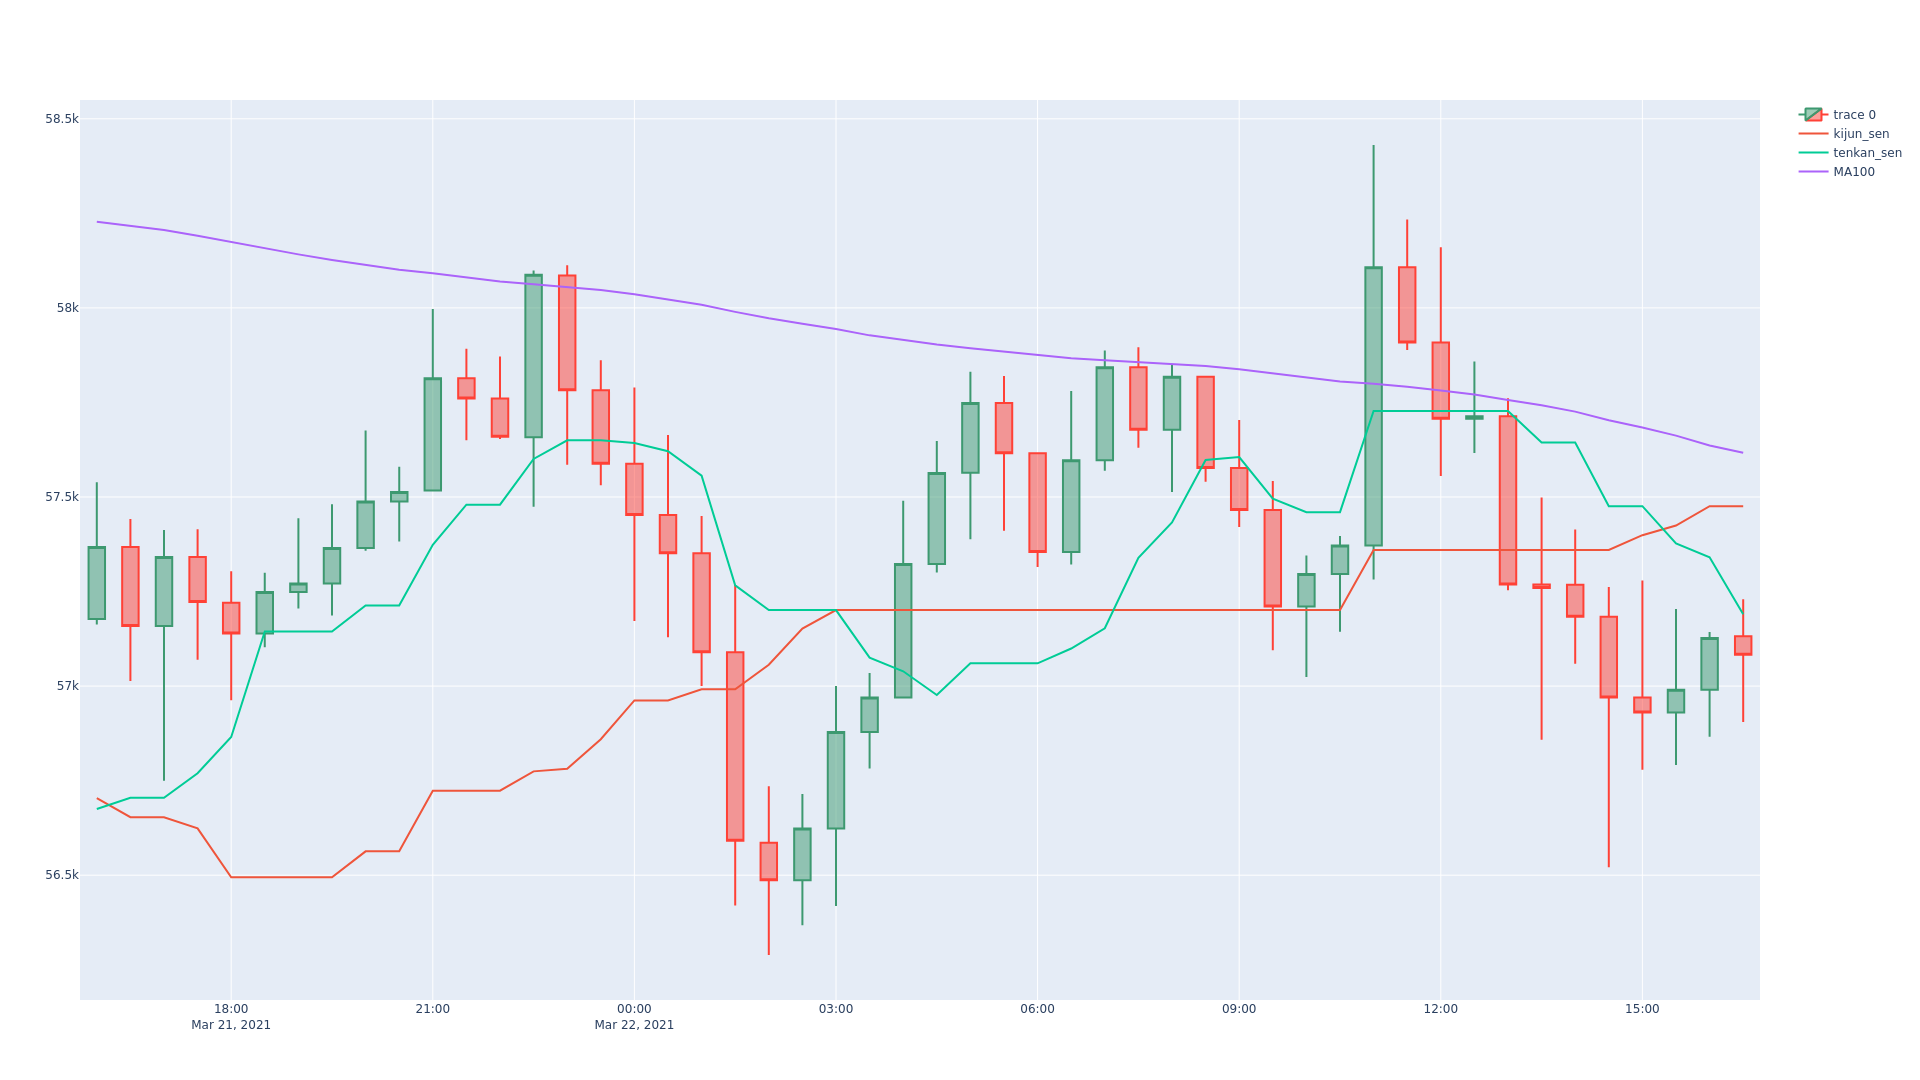 58.5k
58k
57.5k
57k
56.5k
18:00
Mar 21, 2021
21:00
00:00
Mar 22, 2021
03:00
06:00
09:00
12:00
15:00
trace 0
kijun_sen
tenkan_sen
MA100